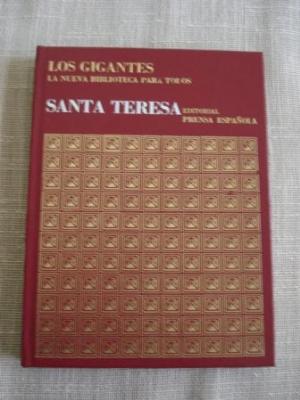 LOS GIGANTES
LA NUEVA BIBLIOTECA PARA TODOS
SANTA TERESA EDITORIAL
PRENSA ESPAÑOLA